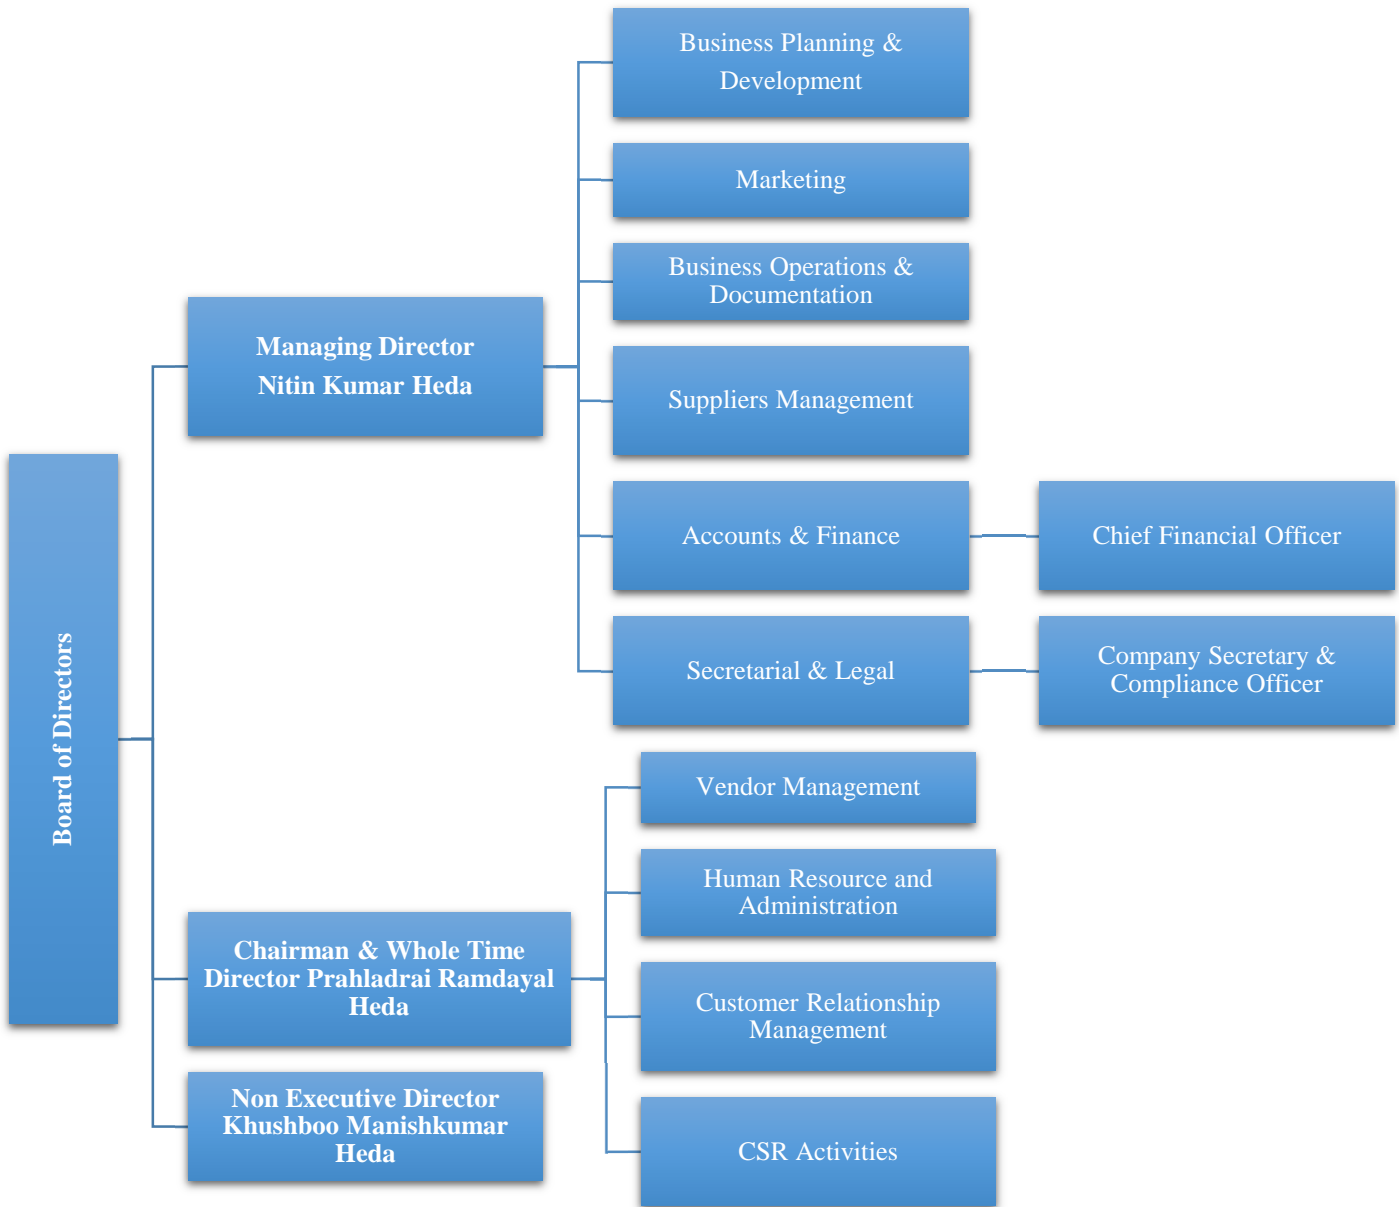 Board of Directors
Managing Director
Nitin Kumar Heda
Business Planning &
Development
Marketing
Business Operations &
Documentation
Suppliers Management
Accounts & Finance
Chief Financial Officer
Secretarial & Legal
Company Secretary &
Compliance Officer
Chairman & Whole Time
Director Prahladrai Ramdayal
Heda
Vendor Management
Human Resource and
Administration
Customer Relationship
Management
CSR Activities
Non Executive Director
Khushboo Manishkumar
Heda